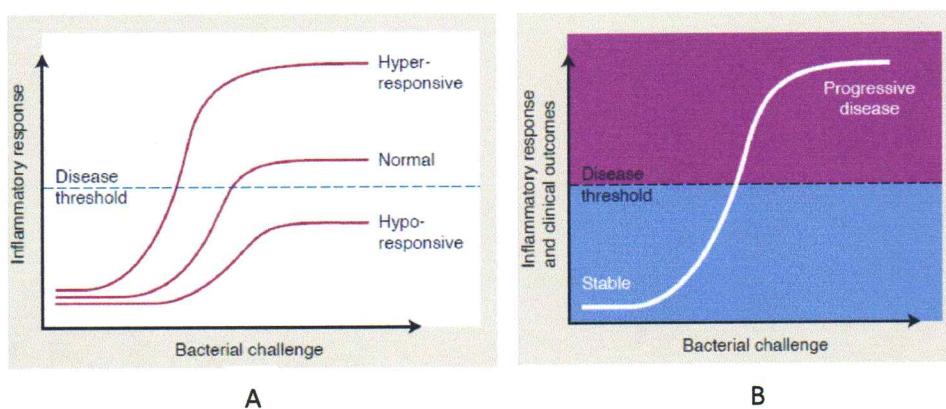 Inflammatory response
Disease
threshold
Hyper-
responsive
Normal
Hypo-
responsive
Bacterial challenge
A
Inflammatory response
and clinical outcomes
Disease
threshold
Progressive
disease
Stable
Bacterial challenge
B